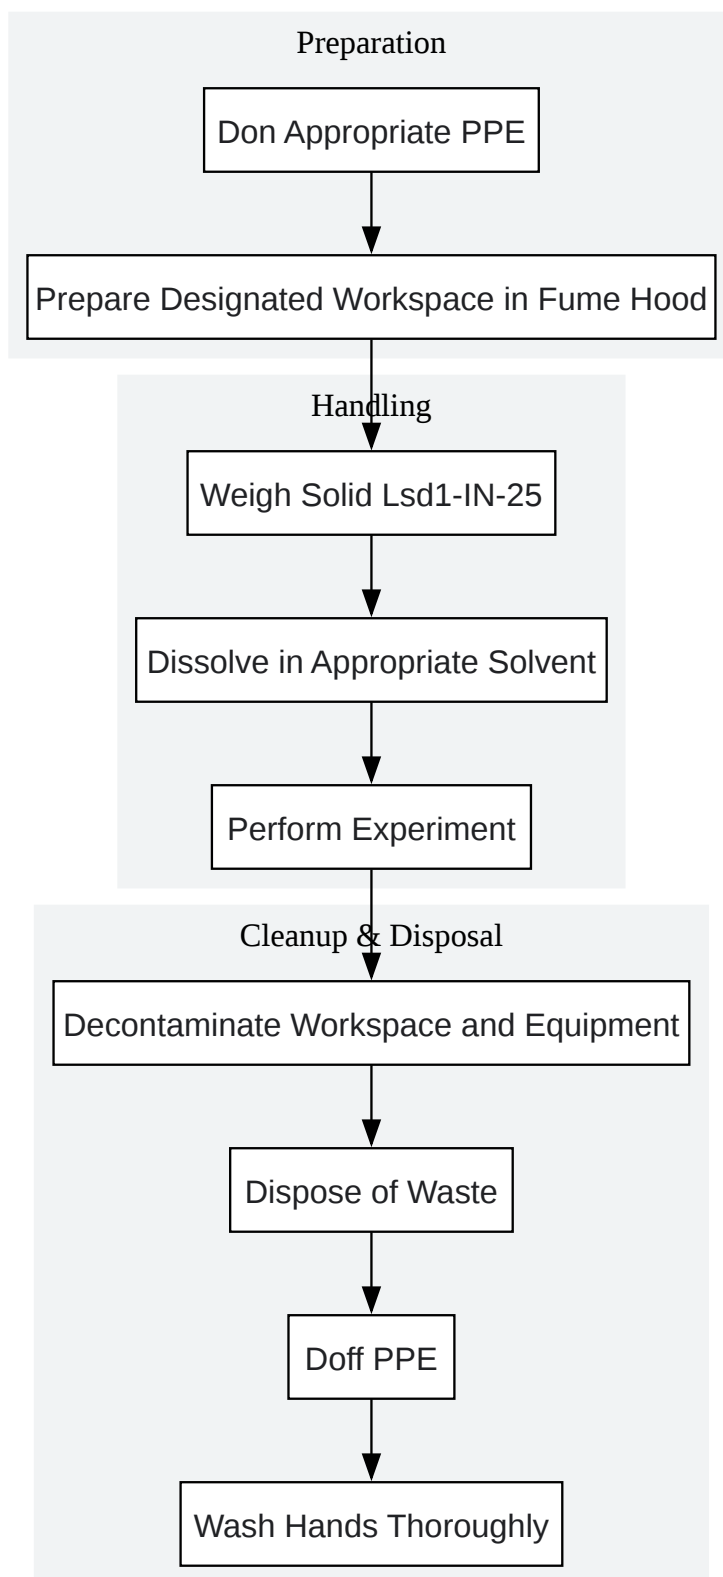 Preparation
Don Appropriate PPE
Prepare Designated Workspace in Fume Hood
Handling
Weigh Solid Lsd1-IN-25
Dissolve in Appropriate Solvent
Perform Experiment
Cleanup & Disposal
Decontaminate Workspace and Equipment
Dispose of Waste
Doff PPE
Wash Hands Thoroughly